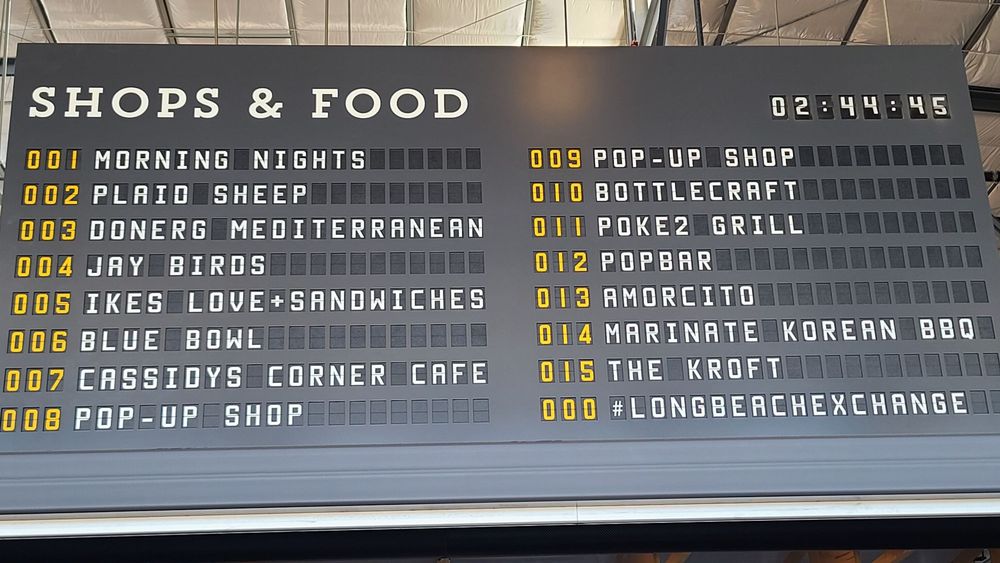 SHOPS & FOOD
02:44:45
001 MORNING NIGHTS
002 PLAID SHEEP
003 DONERG MEDITERRANEAN
004 JAY BIRDS
005 IKES LOVE+SANDWICHES
006 BLUE BOWL
007 CASSIDYS CORNER CAFE
008 POP-UP SHOP
009 POP-UP SHOP
010 BOTTLECRAFT
011 POKE2 GRILL
012 POPBAR
013 AMORCITO
014 MARINATE KOREAN BBQ
015 THE KROFT
000 #LONGBEACHEXCHANGE